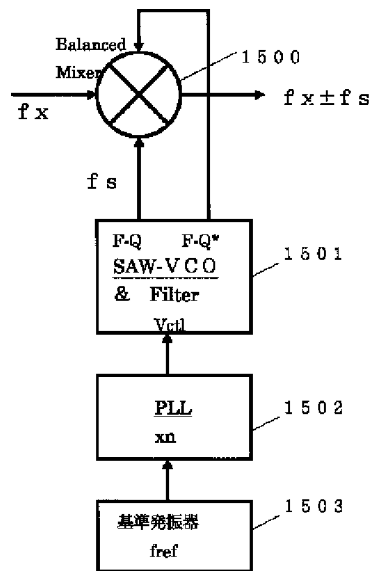 Balanced
Mixer
1500
fx
fx±fs
fs
F-Q F-Q*
SAW-VCO
& Filter
Vctl
1501
PLL
xn
1502
基準発振器
fref
1503